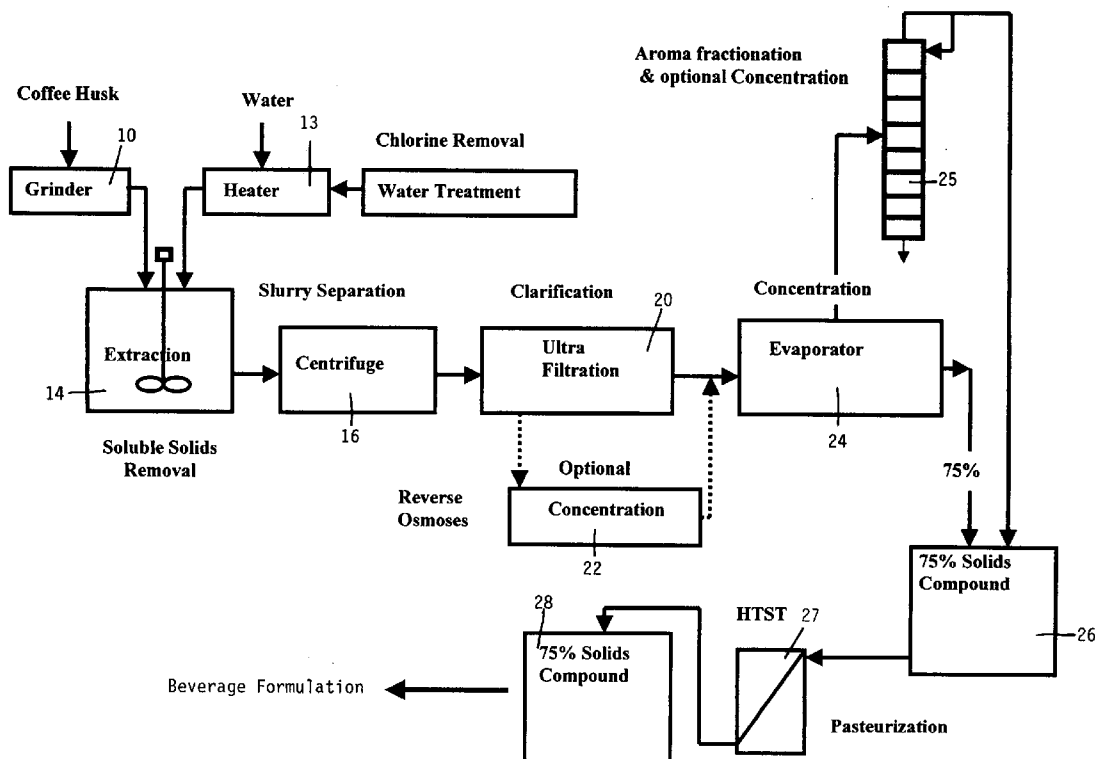 Aroma fractionation
& optional Concentration
25
Coffee Husk
Water
10
13
Chlorine Removal
Grinder
Heater
Water Treatment
Slurry Separation
Clarification
20
Concentration
Extraction
14
Centrifuge
16
Ultra
Filtration
Evaporator
24
Soluble Solids
Removal
Optional
75%
Reverse
Osmoses
Concentration
22
75% Solids
Compound
26
28
HTST
27
75% Solids
Compound
Beverage Formulation
Pasteurization